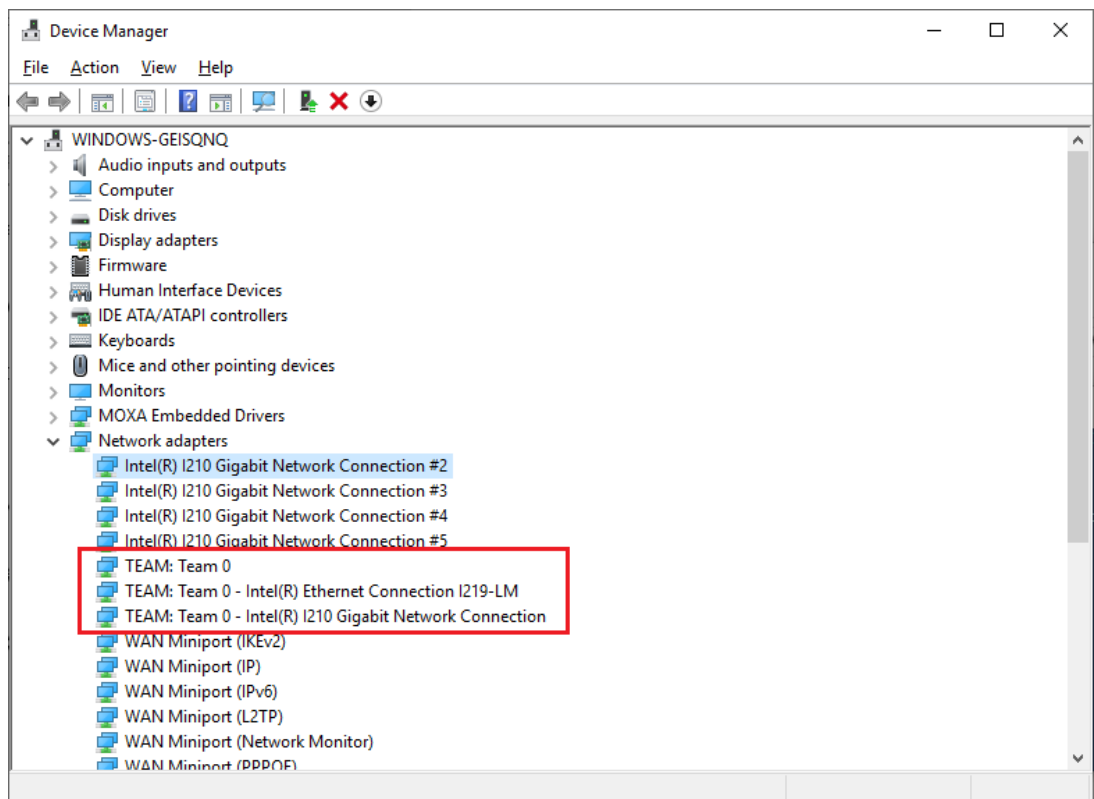 Device Manager
File Action View Help
WINDOWS-GEISQNQ
Audio inputs and outputs
Computer
Disk drives
Display adapters
Firmware
Human Interface Devices
IDE ATA/ATAPI controllers
Keyboards
Mice and other pointing devices
Monitors
MOXA Embedded Drivers
Network adapters
Intel(R) I210 Gigabit Network Connection #2
Intel(R) I210 Gigabit Network Connection #3
Intel(R) I210 Gigabit Network Connection #4
Intel(R) I210 Gigabit Network Connection #5
TEAM: Team 0
TEAM: Team 0 - Intel(R) Ethernet Connection I219-LM
TEAM: Team 0 - Intel(R) I210 Gigabit Network Connection
WAN Miniport (IKEv2)
WAN Miniport (IP)
WAN Miniport (IPv6)
WAN Miniport (L2TP)
WAN Miniport (Network Monitor)
WAN Miniport (PPPOE)